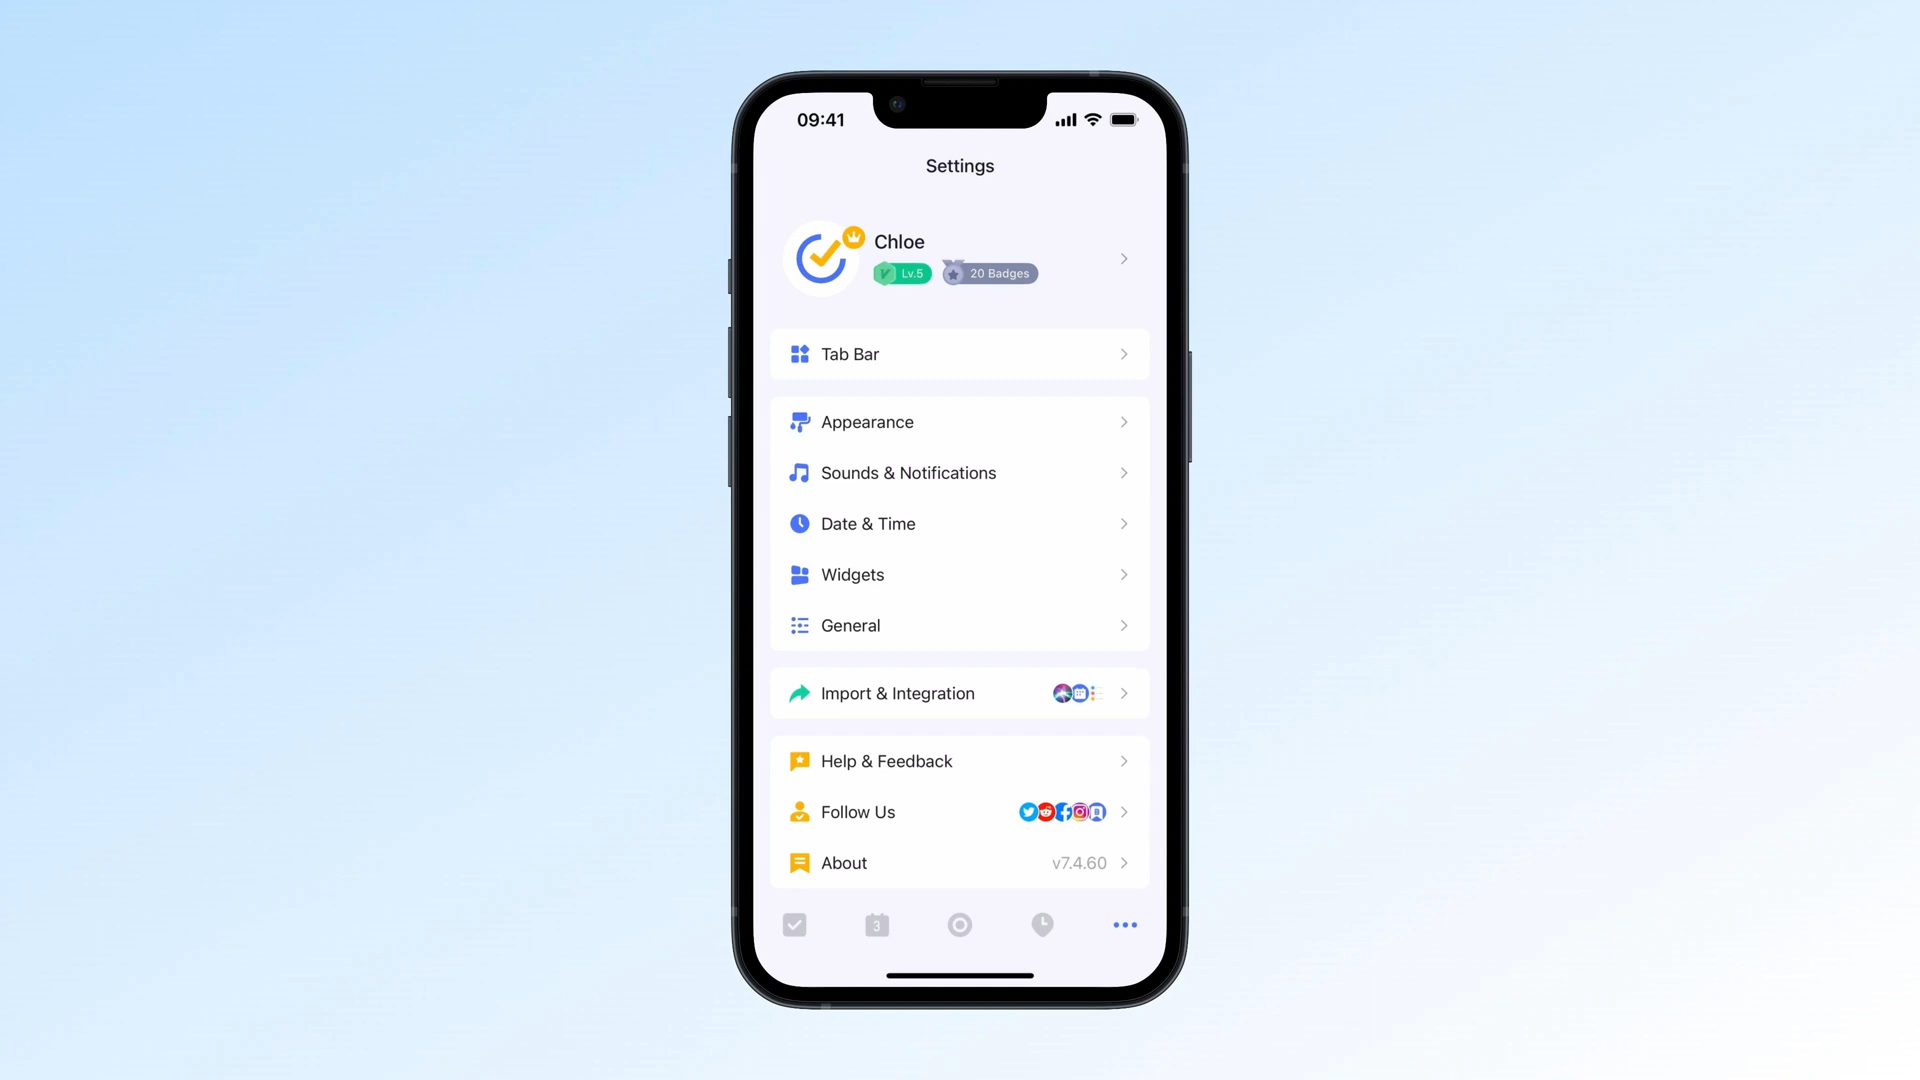 09:41
Settings
Chloe
Lv.5
20 Badges
Tab Bar
Appearance
Sounds & Notifications
Date & Time
Widgets
General
Import & Integration
Help & Feedback
Follow Us
About
v7.4.60
3